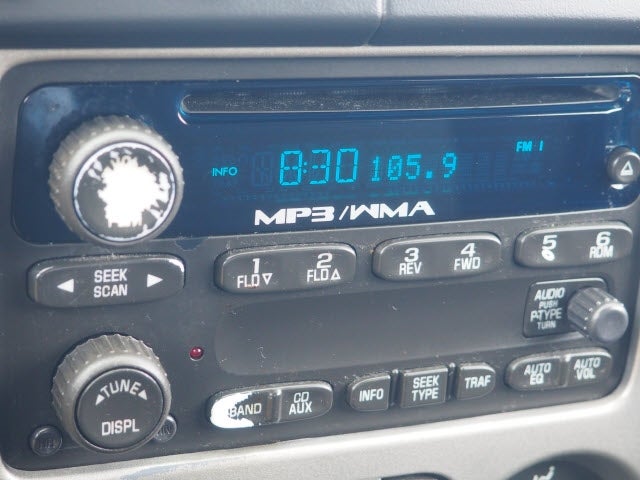 INFO 8:30 105.9 FM 1
MP3/WMA
SEEK
SCAN
1
FLD
2
FLD
3
REV
4
FWD
5
6
RDM
AUDIO
PUSH
P-TYPE
TURN
TUNE
DISPL
BAND
CD
AUX
INFO
SEEK
TYPE
TRAF
AUTO
EQ
AUTO
VOL